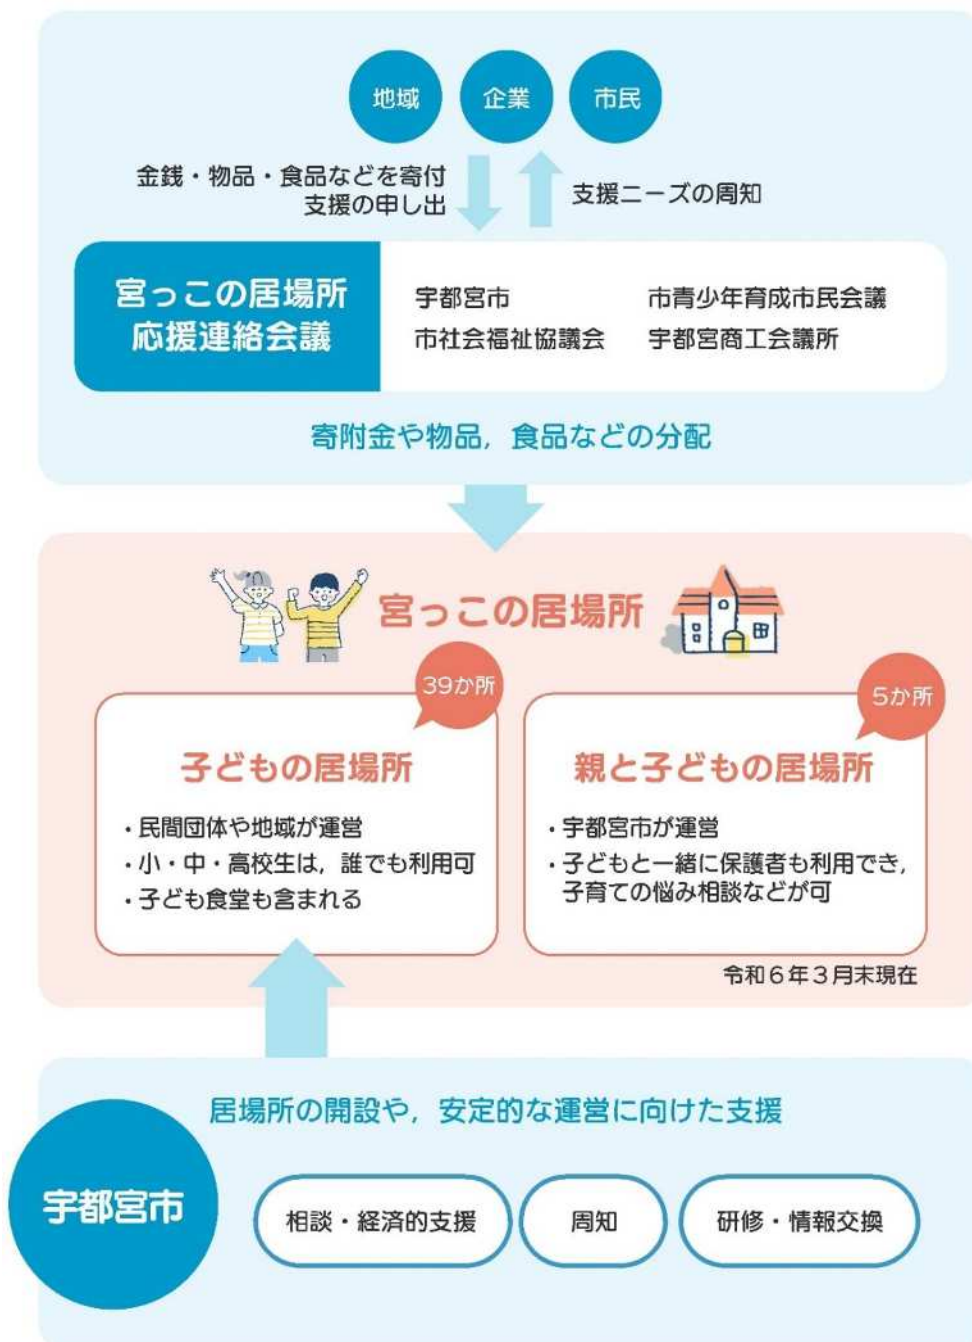 地域
企業
市民
金銭・物品・食品などを寄付
支援の申し出
支援ニーズの周知
宮っこの居場所
応援連絡会議
宇都宮市
市青少年育成市民会議
市社会福祉協議会
宇都宮商工会議所
寄附金や物品，食品などの分配
宮っこの居場所
39か所
子どもの居場所
・民間団体や地域が運営
・小・中・高校生は，誰でも利用可
・子ども食堂も含まれる
5か所
親と子どもの居場所
・宇都宮市が運営
・子どもと一緒に保護者も利用でき，
子育ての悩み相談などが可
令和６年３月末現在
居場所の開設や，安定的な運営に向けた支援
宇都宮市
相談・経済的支援
周知
研修・情報交換